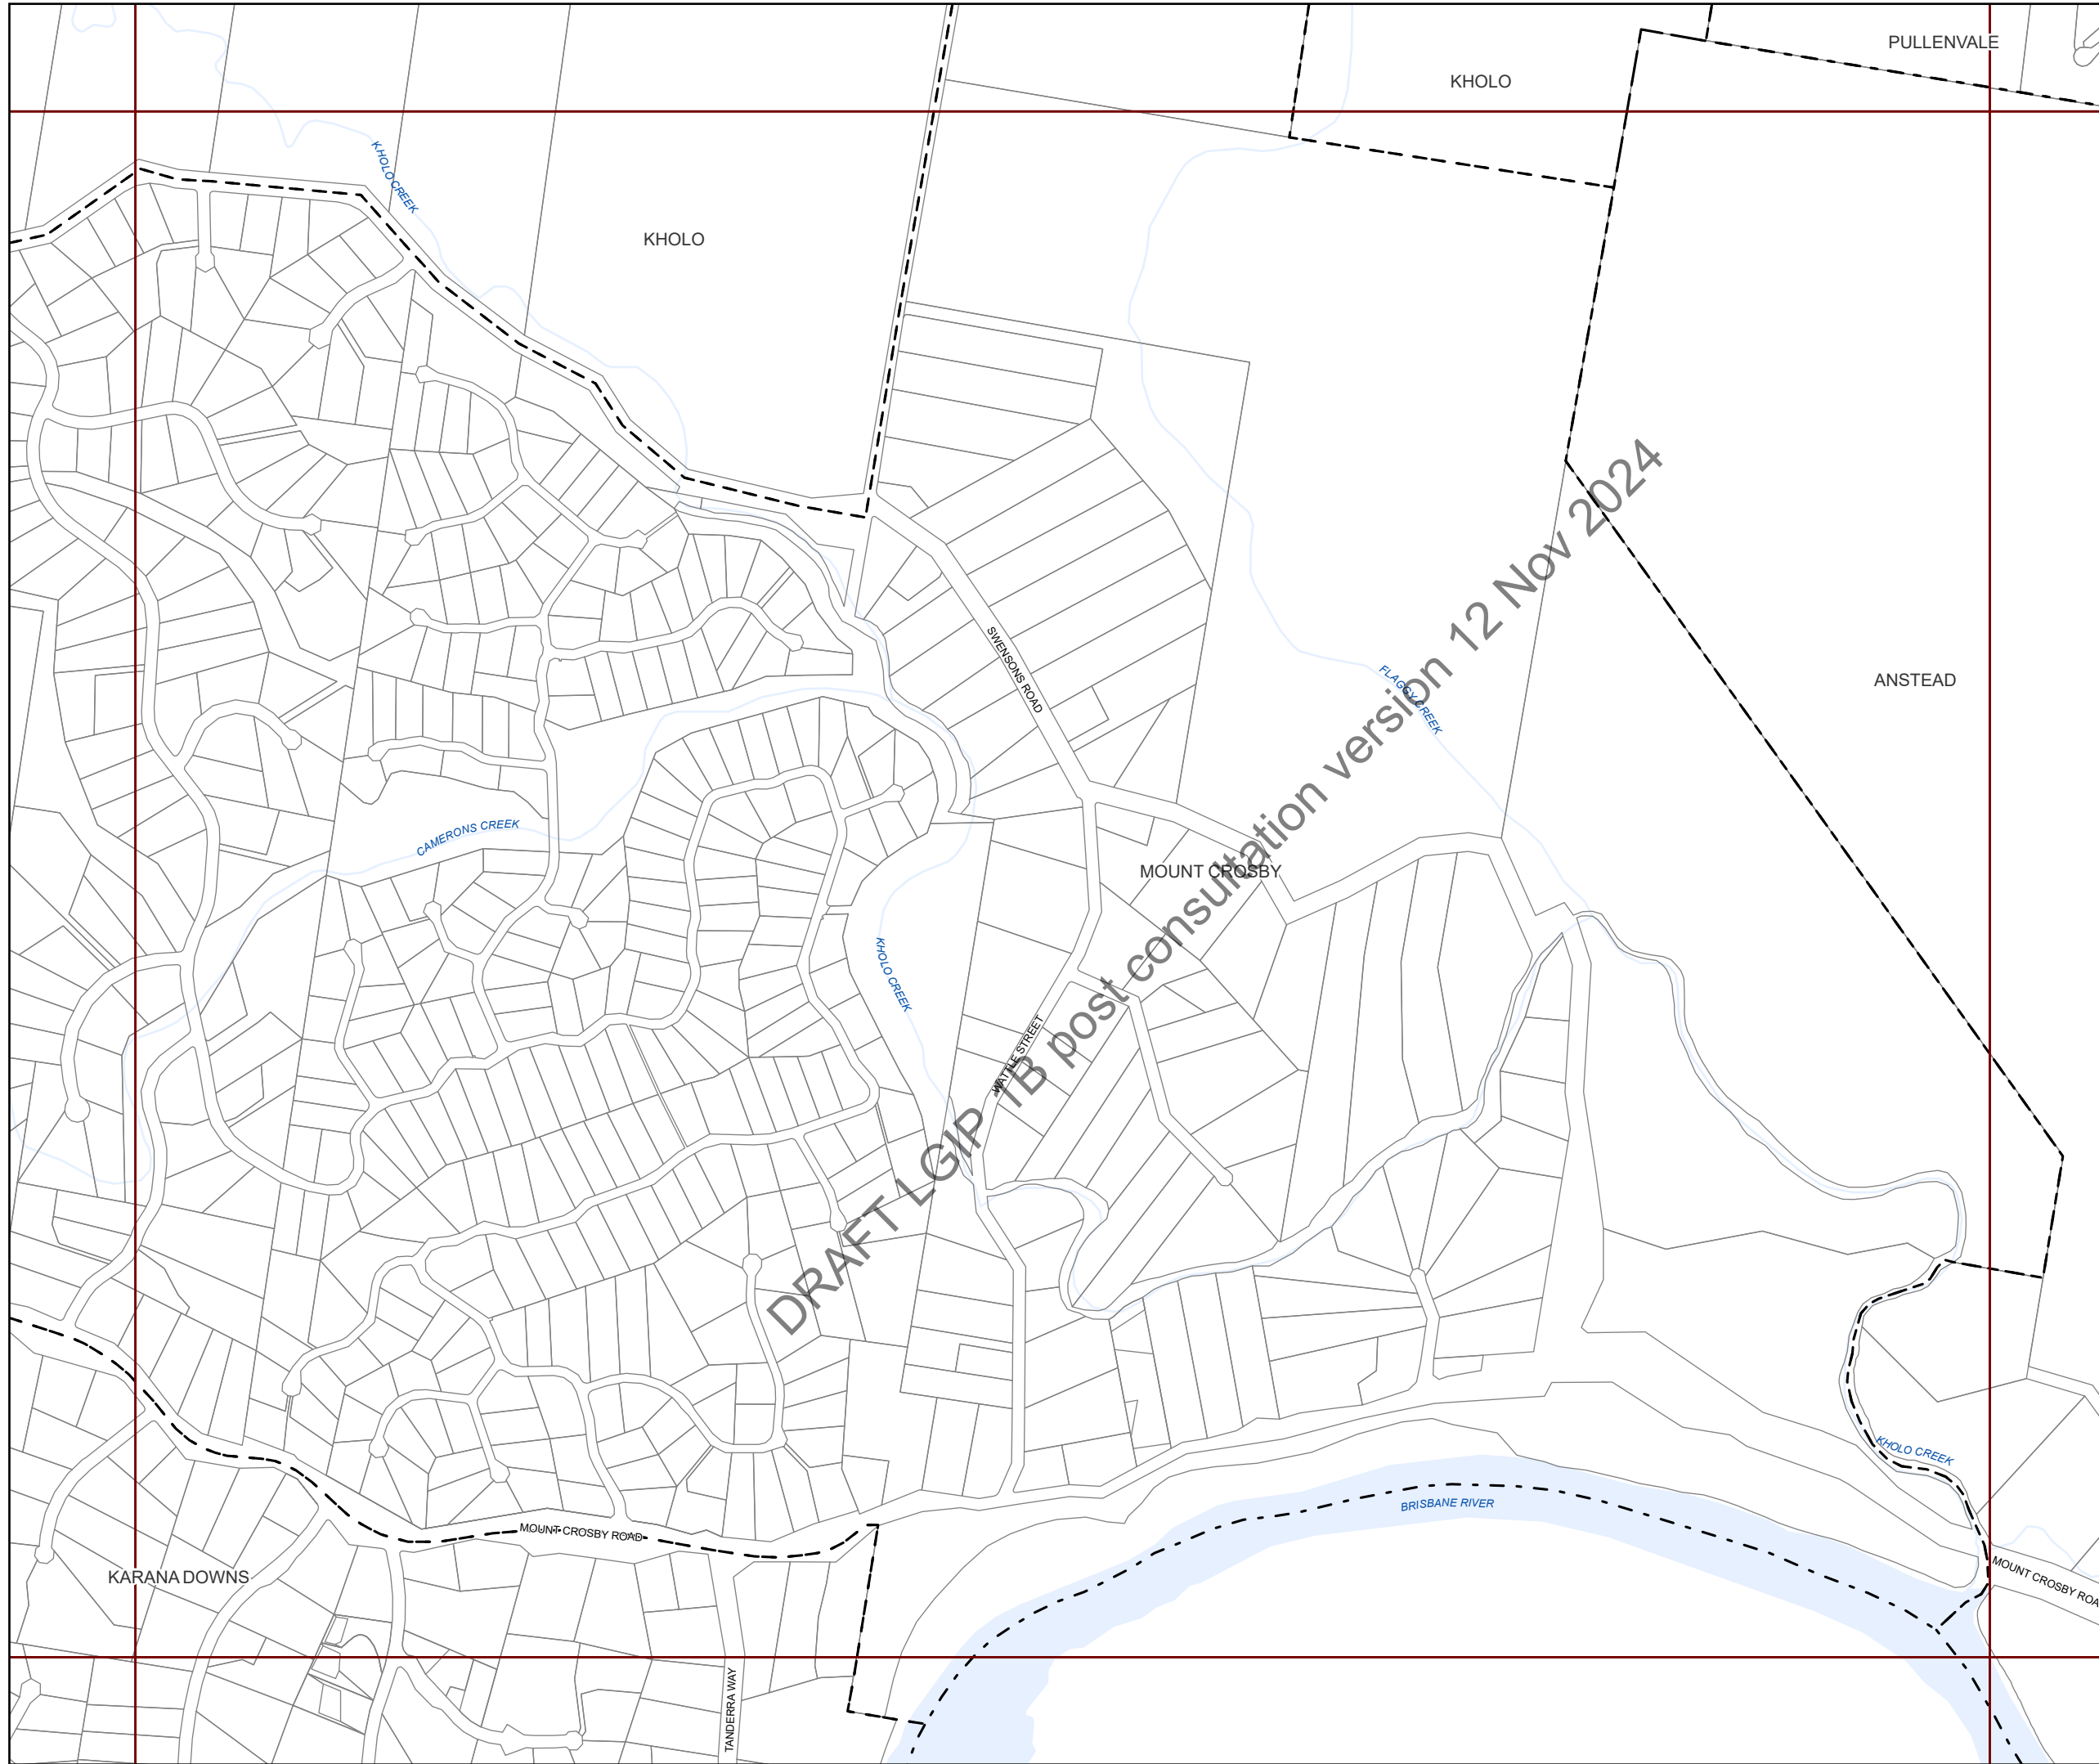 PULLENVALE
KHOLO
KHOLO CREEK
KHOLO
SWENSONS ROAD
FLAGGY CREEK
ANSTEAD
CAMERONS CREEK
MOUNT CROSBY
KHOLO CREEK
WATTLE STREET
DRAFT LGIP 1B post consultation version 12 Nov 2024
KHOLO CREEK
BRISBANE RIVER
MOUNT CROSBY ROAD
KARANA DOWNS
MOUNT CROSBY ROA
TANDERRA WAY